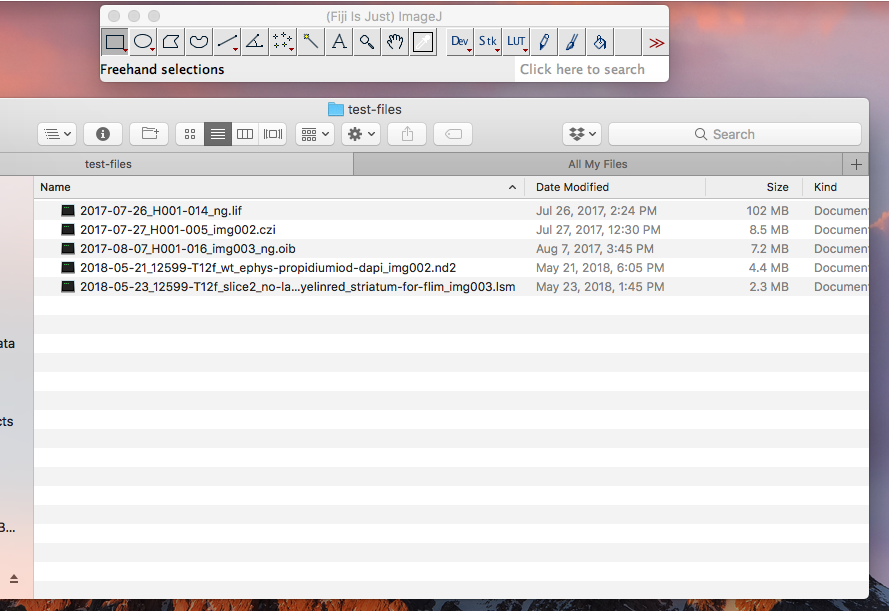 (Fiji Is Just) ImageJ
A Dev Stk LUT >>
Freehand selections Click here to search
test-files
Search
test-files All My Files +
Name Date Modified Size Kind
2017-07-26_H001-014_ng.lif Jul 26, 2017, 2:24 PM 102 MB Documen
2017-07-27_H001-005_img002.czi Jul 27, 2017, 12:30 PM 8.5 MB Documen
2017-08-07_H001-016_img003_ng.oib Aug 7, 2017, 3:45 PM 7.2 MB Documen
2018-05-21_12599-T12f_wt_ephys-propidiumiod-dapi_img002.nd2 May 21, 2018, 6:05 PM 4.4 MB Documen
2018-05-23_12599-T12f_slice2_no-la...yelinred_striatum-for-flim_img003.lsm May 23, 2018, 1:45 PM 2.3 MB Documen
ata
cts
B...